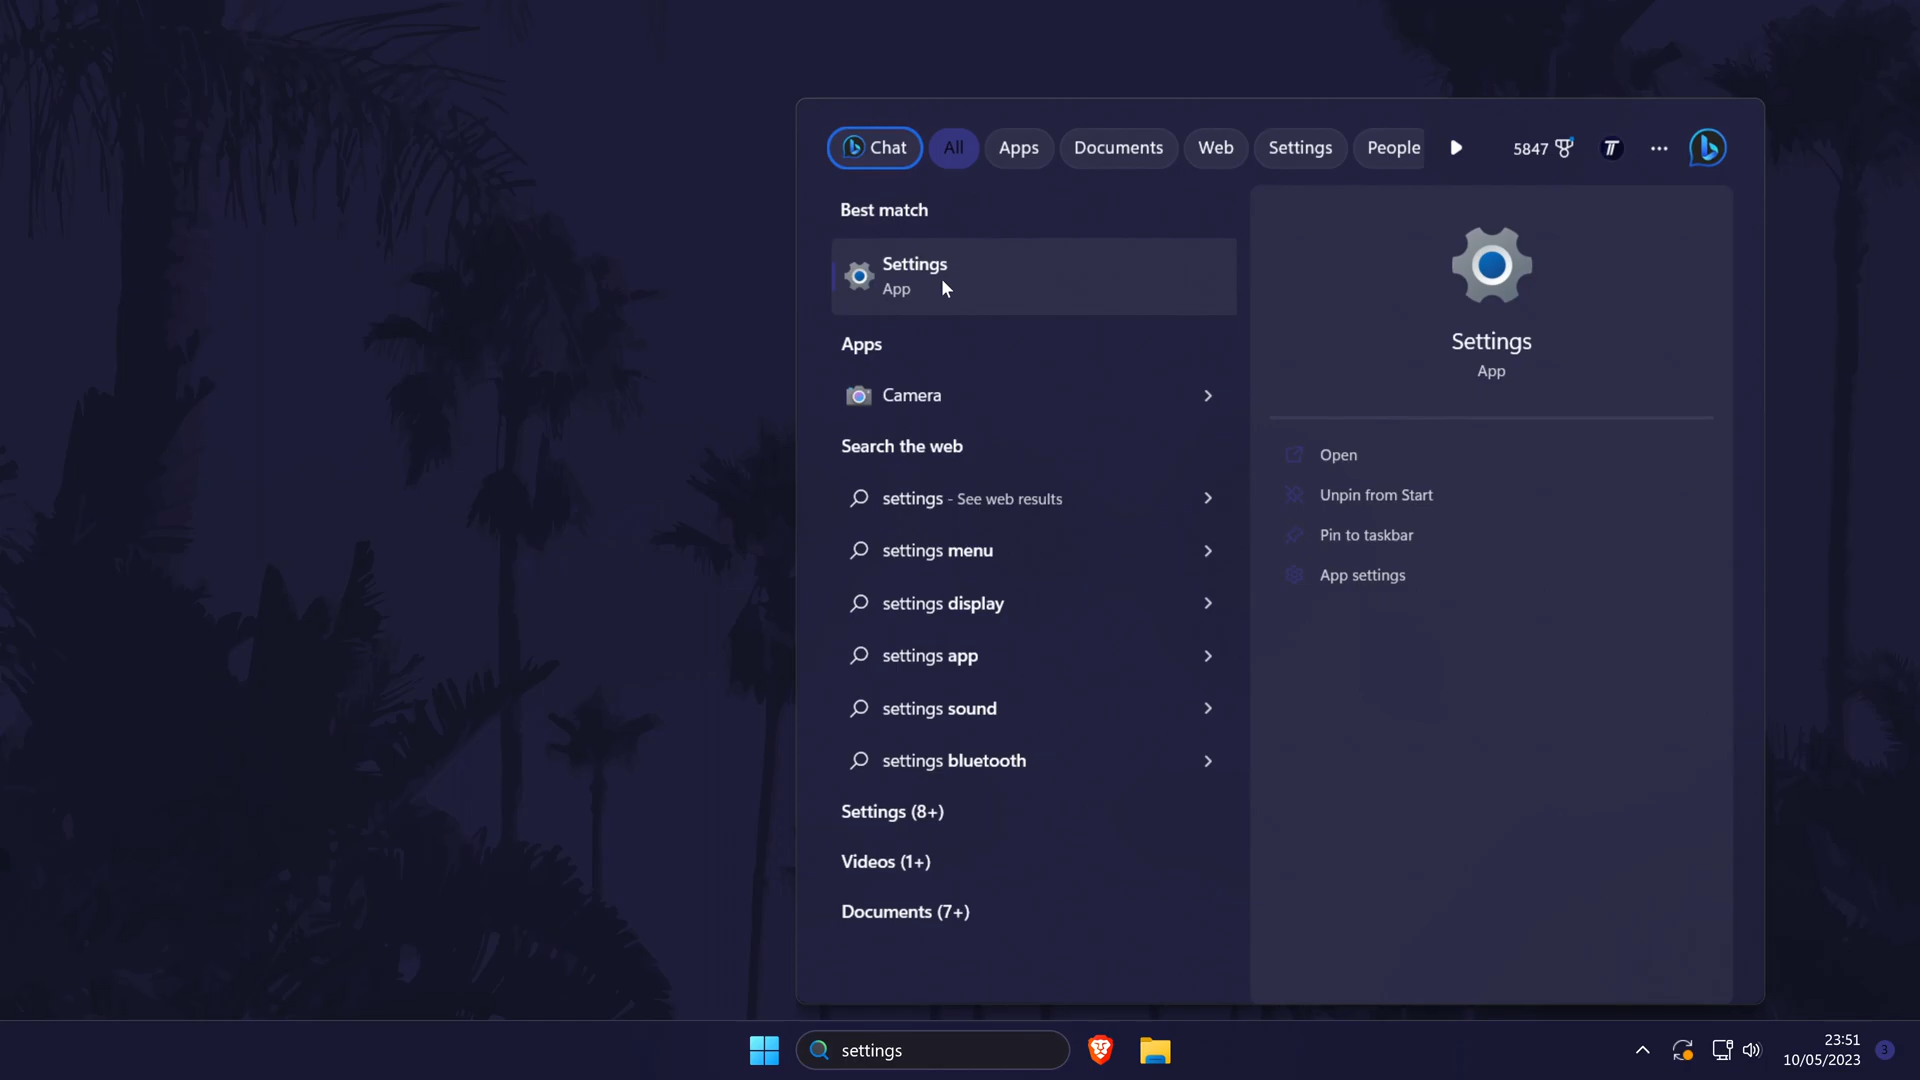 Chat
All
Apps
Documents
Web
Settings
People
5847
Best match
Settings
App
Apps
Camera
Search the web
settings - See web results
settings menu
settings display
settings app
settings sound
settings bluetooth
Settings (8+)
Videos (1+)
Documents (7+)
Settings
App
Open
Unpin from Start
Pin to taskbar
App settings
settings
23:51
10/05/2023
3